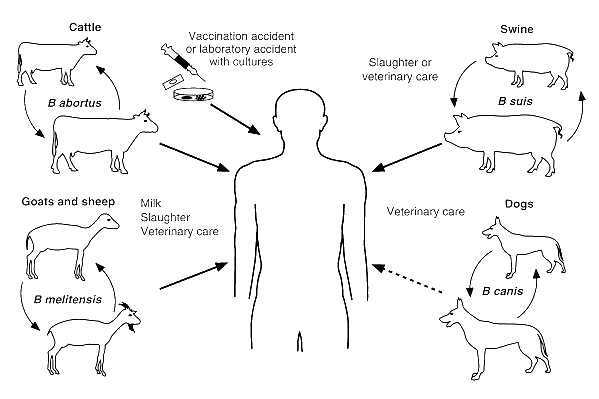 Cattle
Vaccination accident
or laboratory accident
with cultures
Swine
Slaughter or
veterinary care
B abortus
B suis
Goats and sheep
Milk
Slaughter
Veterinary care
Veterinary care
Dogs
B melitensis
B canis